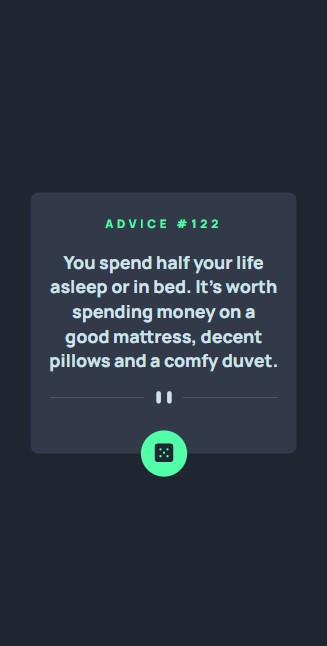 ADVICE #122
You spend half your life
asleep or in bed. It's worth
spending money on a
good mattress, decent
pillows and a comfy duvet.